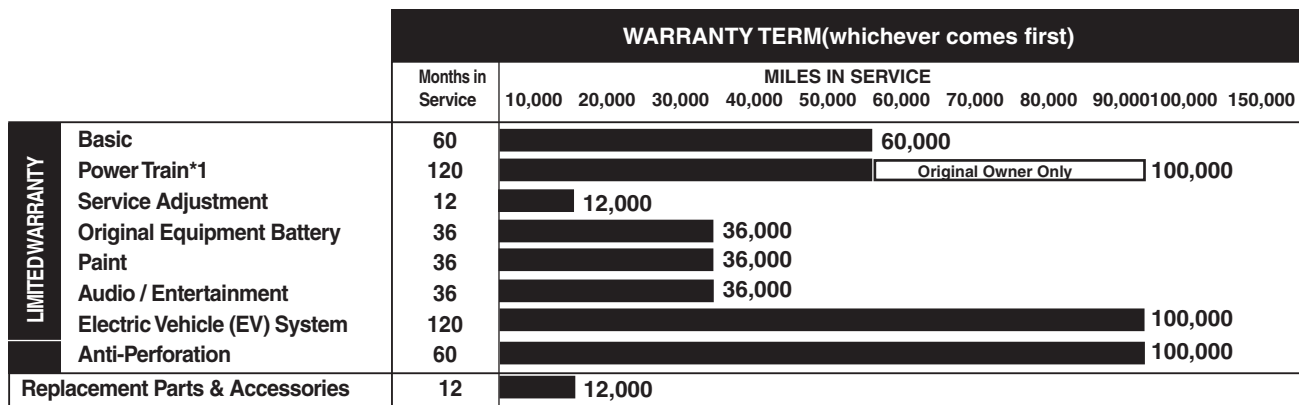 WARRANTY TERM(whichever comes first)
Months in Service MILES IN SERVICE
10,000 20,000 30,000 40,000 50,000 60,000 70,000 80,000 90,000 100,000 150,000
LIMITED WARRANTY
Basic 60 60,000
Power Train*1 120 Original Owner Only 100,000
Service Adjustment 12 12,000
Original Equipment Battery 36 36,000
Paint 36 36,000
Audio / Entertainment 36 36,000
Electric Vehicle (EV) System 120 100,000
Anti-Perforation 60 100,000
Replacement Parts & Accessories 12 12,000